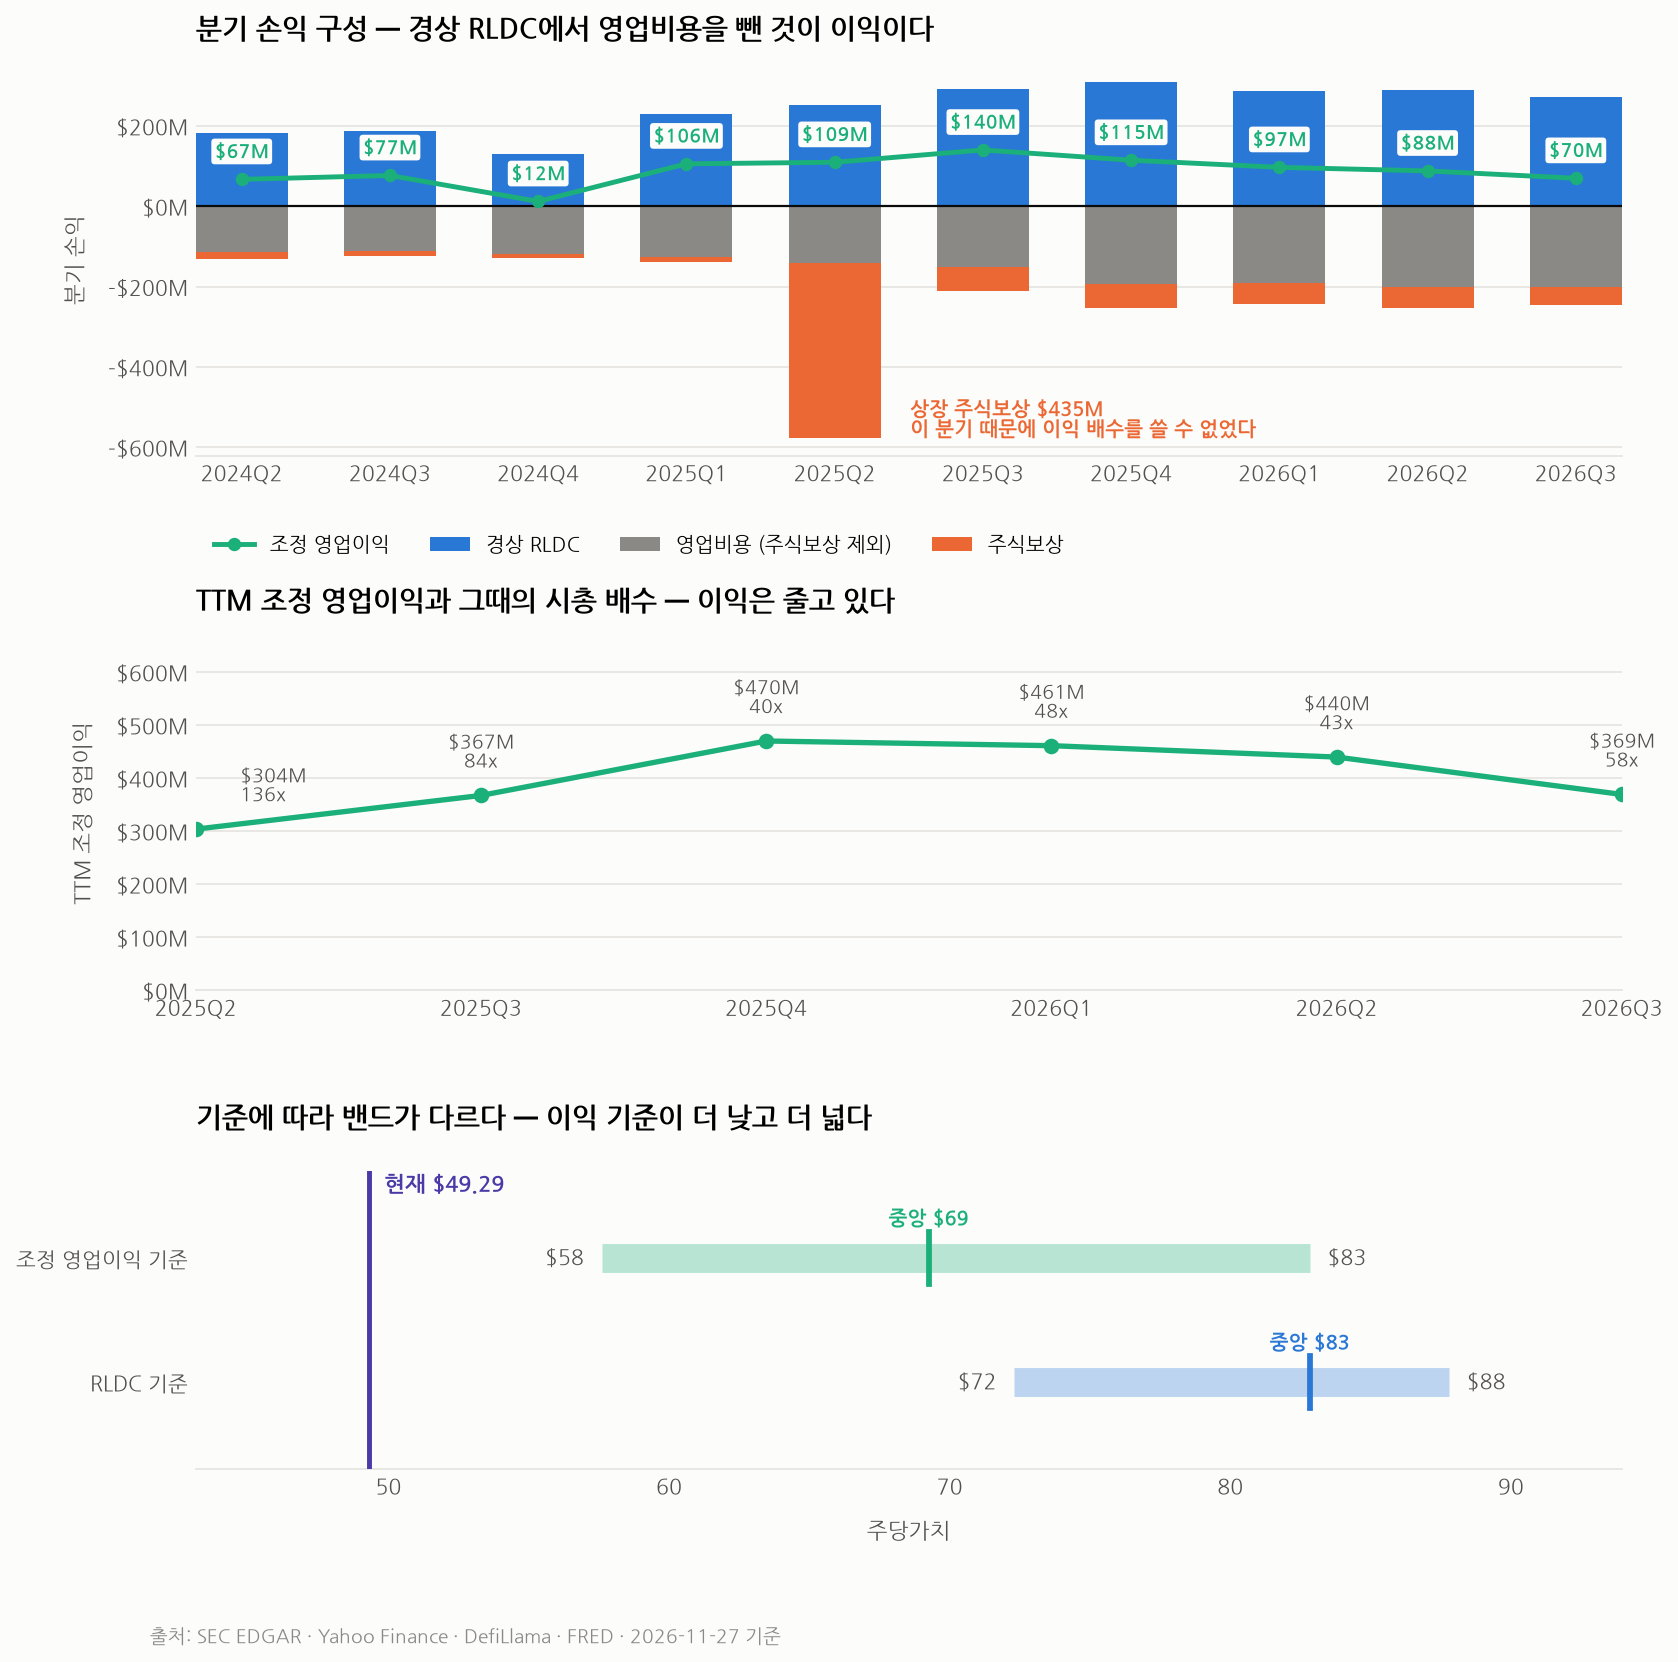 분기 손익 구성 — 경상 RLDC에서 영업비용을 뺀 것이 이익이다
분기 손익
$200M
$0M
-$200M
-$400M
-$600M
$67M
$77M
$12M
$106M
$109M
$140M
$115M
$97M
$88M
$70M
상장 주식보상 $435M
이 분기 때문에 이익 배수를 쓸 수 없었다
2024Q2 2024Q3 2024Q4 2025Q1 2025Q2 2025Q3 2025Q4 2026Q1 2026Q2 2026Q3
조정 영업이익 경상 RLDC 영업비용 (주식보상 제외) 주식보상
TTM 조정 영업이익과 그때의 시총 배수 — 이익은 줄고 있다
TTM 조정 영업이익
$600M
$500M
$400M
$300M
$200M
$100M
$0M
$304M
136x
$367M
84x
$470M
40x
$461M
48x
$440M
43x
$369M
58x
2025Q2 2025Q3 2025Q4 2026Q1 2026Q2 2026Q3
기준에 따라 밴드가 다르다 — 이익 기준이 더 낮고 더 넓다
현재 $49.29
중앙 $69
조정 영업이익 기준 $58 $83
중앙 $83
RLDC 기준 $72 $88
50 60 70 80 90
주당가치
출처: SEC EDGAR · Yahoo Finance · DefiLlama · FRED · 2026-11-27 기준